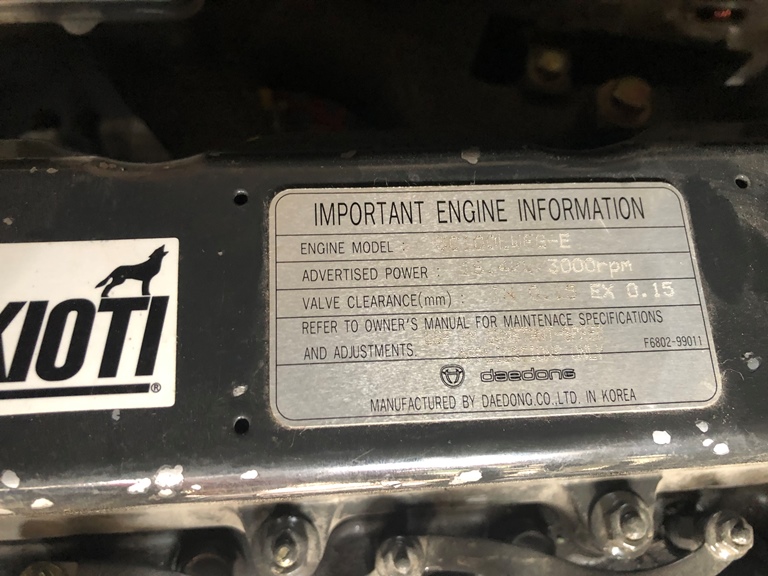 IMPORTANT ENGINE INFORMATION
ENGINE MODEL :
ADVERTISED POWER : 3000rpm
VALVE CLEARANCE(mm) : EX 0.15
REFER TO OWNER'S MANUAL FOR MAINTENACE SPECIFICATIONS
AND ADJUSTMENTS.
F6802-99011
daedong
MANUFACTURED BY DAEDONG.CO.,LTD. IN KOREA
KIOTI
®